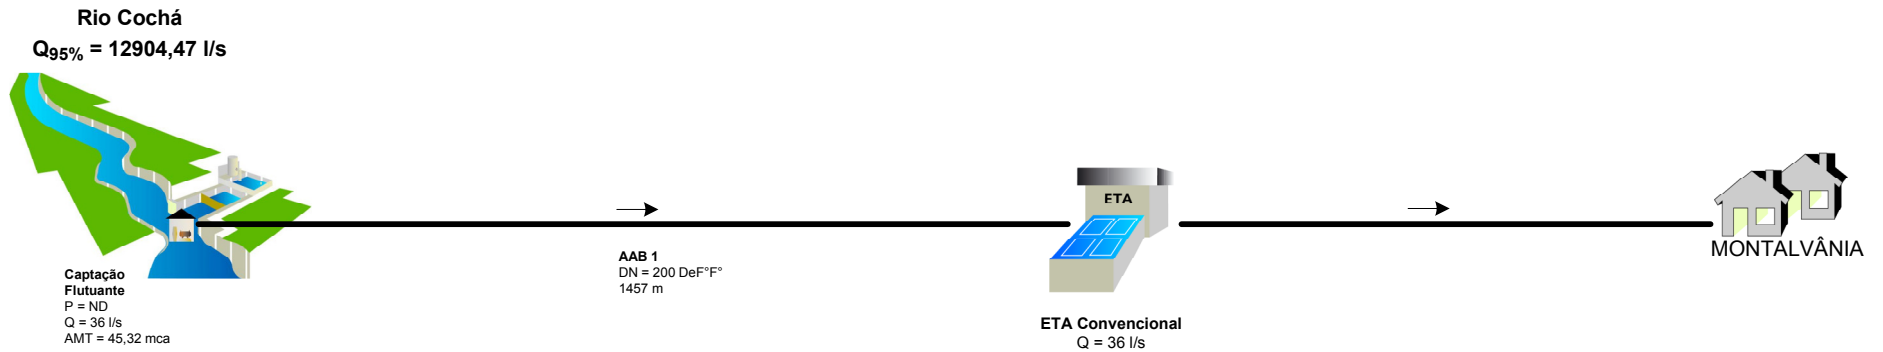 Rio Cochá
Q95% = 12904,47 l/s
Captação
Flutuante
P = ND
Q = 36 l/s
AMT = 45,32 mca
AAB 1
DN = 200 DeF°F°
1457 m
ETA
ETA Convencional
Q = 36 l/s
MONTALVÂNIA